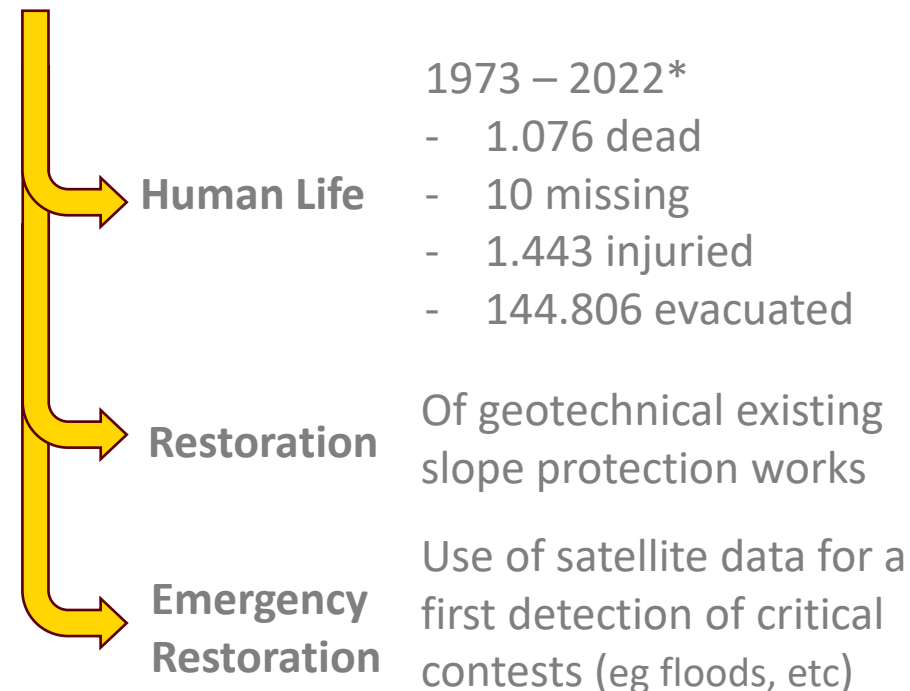 1973 – 2022*
- 1.076 dead
Human Life
- 10 missing
- 1.443 injuried
- 144.806 evacuated
Restoration
Of geotechnical existing
slope protection works
Emergency
Restoration
Use of satellite data for a
first detection of critical
contests (eg floods, etc)